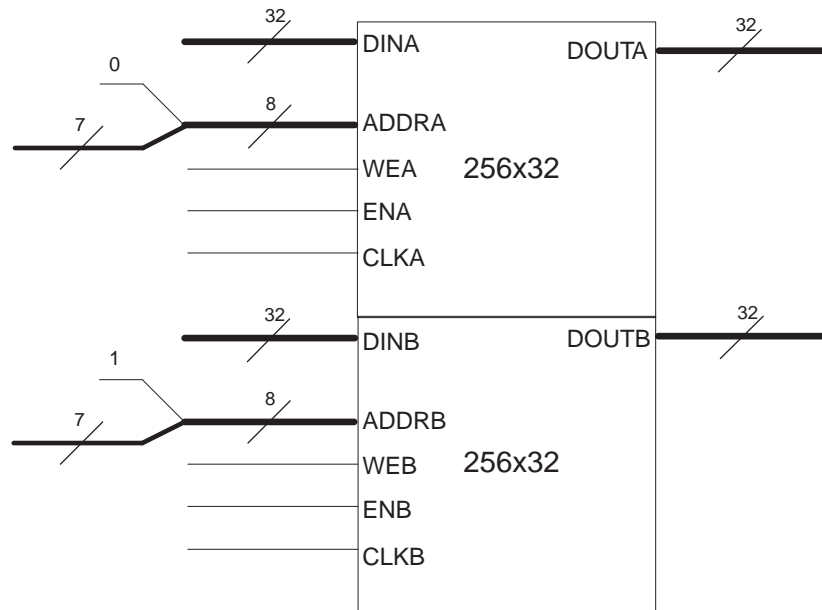 32
DINA
DOUTA
32
0
7
8
ADDRA
WEA
256x32
ENA
CLKA
32
DINB
DOUTB
32
1
7
8
ADDRB
WEB
256x32
ENB
CLKB